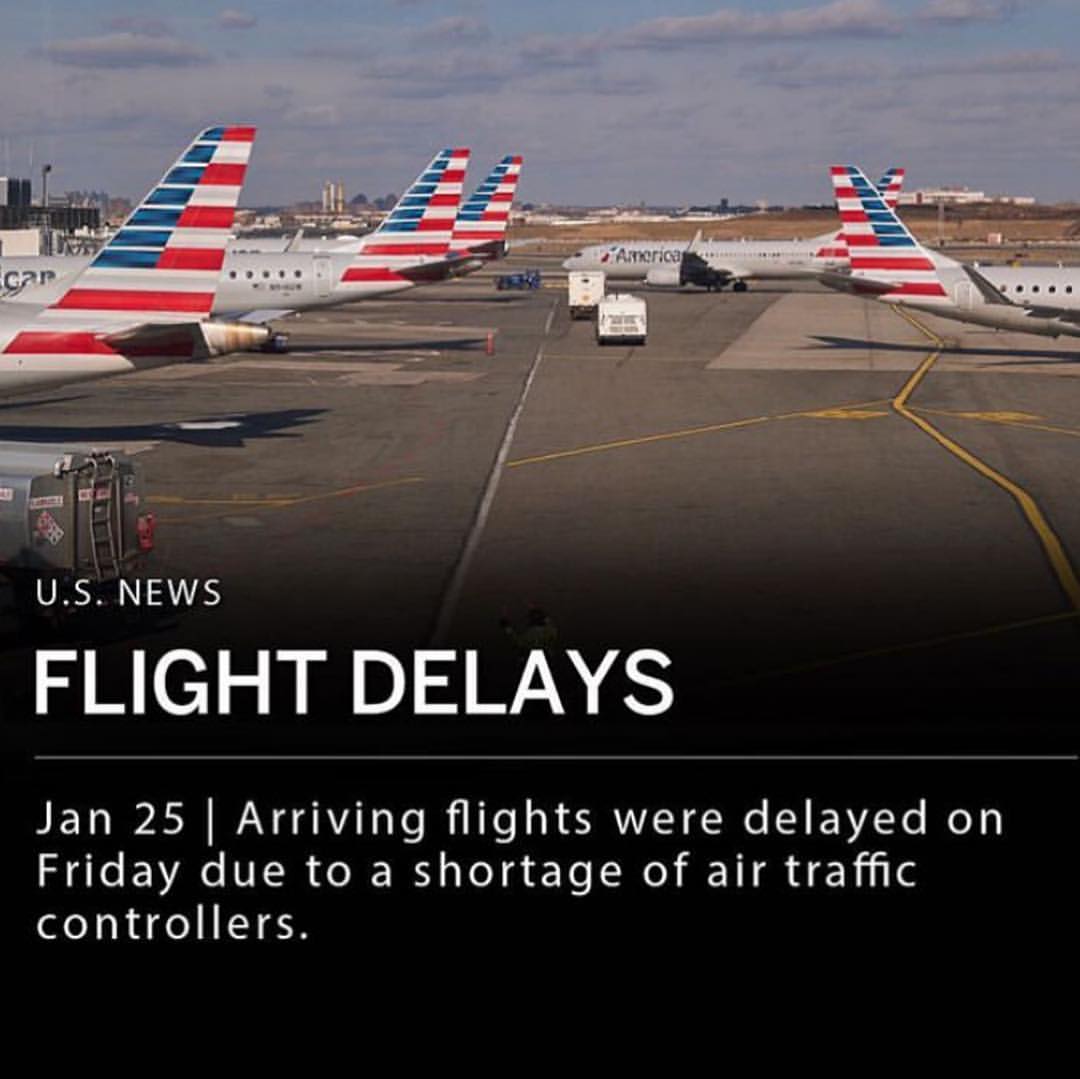 American
ican
U.S. NEWS
FLIGHT DELAYS
Jan 25 | Arriving flights were delayed on
Friday due to a shortage of air traffic
controllers.